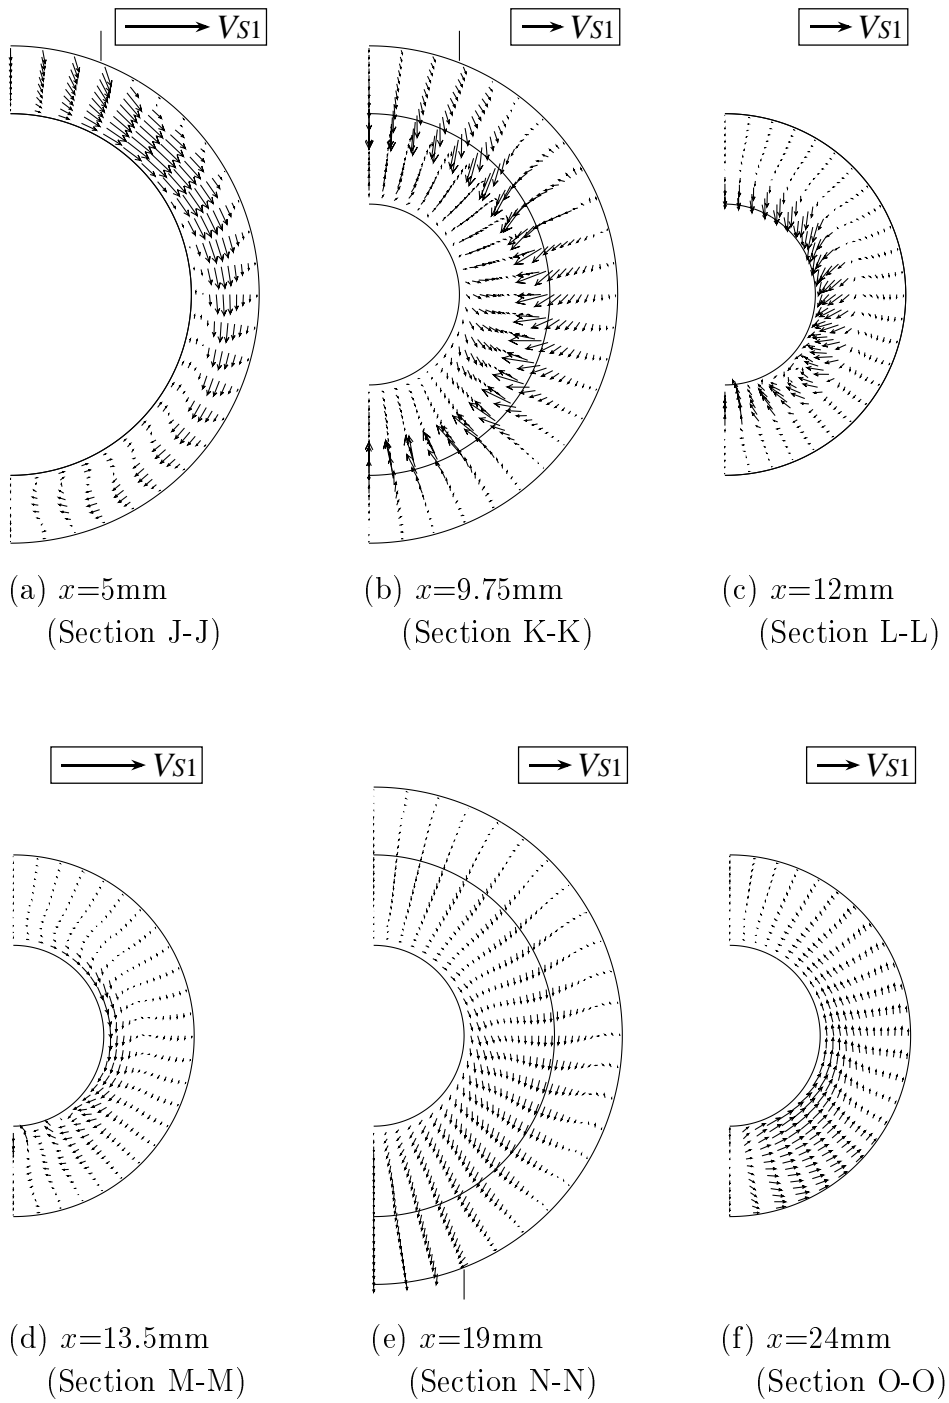 VS1 VS1 VS1
(a) x=5mm (b) x=9.75mm (c) x=12mm
(Section J-J) (Section K-K) (Section L-L)
VS1 VS1 VS1
(d) x=13.5mm (e) x=19mm (f) x=24mm
(Section M-M) (Section N-N) (Section O-O)